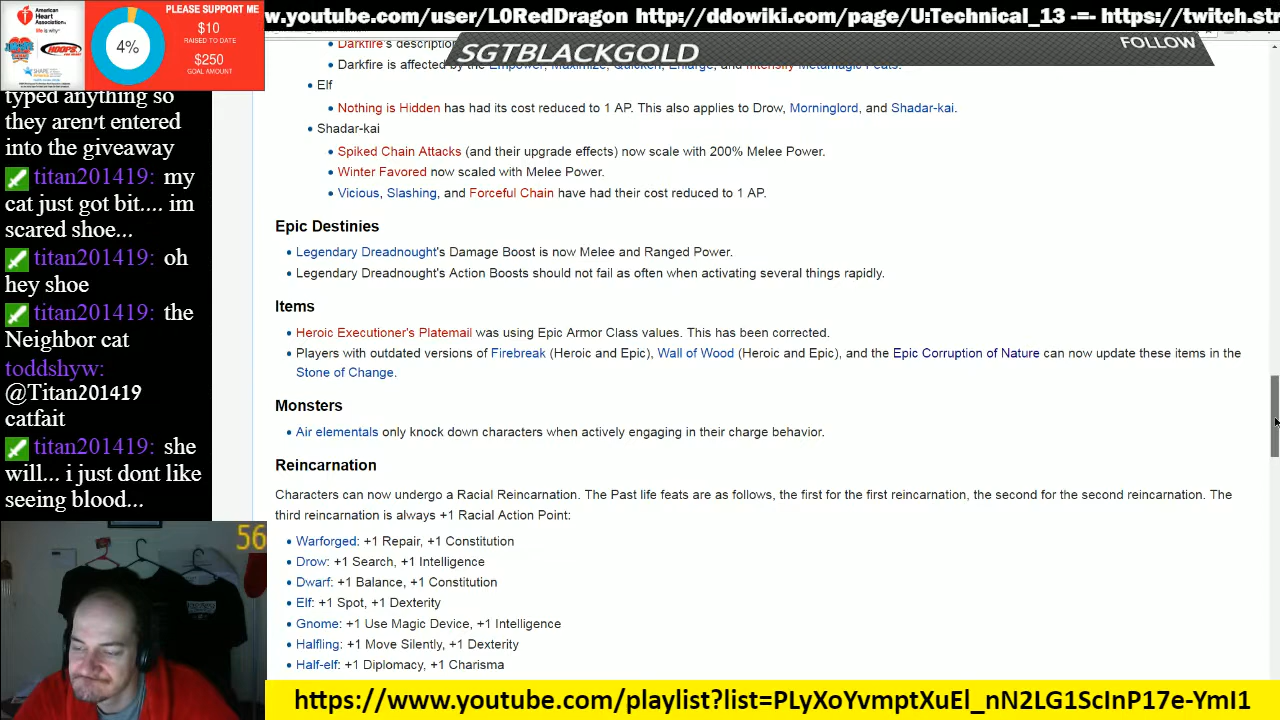 American
Heart
Association®
life is why™
HOOPS
SHAPE
4%
PLEASE SUPPORT ME
$10
RAISED TO DATE
$250
GOAL AMOUNT
w.youtube.com/user/L0RedDragon http://ddowiki.com/page/U:Technical_13 -=- https://twitch.str
SGTBLACKGOLD
FOLLOW
typed anything so
they aren't entered
into the giveaway
titan201419: my
cat just got bit.... im
scared shoe...
titan201419: oh
hey shoe
titan201419: the
Neighbor cat
toddshyw:
@Titan201419
catfait
titan201419: she
will... i just dont like
seeing blood...
56
Darkfire's description
Darkfire is affected by the Empower, Maximize, Quicken, Enlarge, and Intensify Metamagic Feats.
• Elf
• Nothing is Hidden has had its cost reduced to 1 AP. This also applies to Drow, Morninglord, and Shadar-kai.
• Shadar-kai
• Spiked Chain Attacks (and their upgrade effects) now scale with 200% Melee Power.
• Winter Favored now scaled with Melee Power.
• Vicious, Slashing, and Forceful Chain have had their cost reduced to 1 AP.
Epic Destinies
• Legendary Dreadnought's Damage Boost is now Melee and Ranged Power.
• Legendary Dreadnought's Action Boosts should not fail as often when activating several things rapidly.
Items
• Heroic Executioner's Platemail was using Epic Armor Class values. This has been corrected.
• Players with outdated versions of Firebreak (Heroic and Epic), Wall of Wood (Heroic and Epic), and the Epic Corruption of Nature can now update these items in the
Stone of Change.
Monsters
• Air elementals only knock down characters when actively engaging in their charge behavior.
Reincarnation
Characters can now undergo a Racial Reincarnation. The Past life feats are as follows, the first for the first reincarnation, the second for the second reincarnation. The
third reincarnation is always +1 Racial Action Point:
• Warforged: +1 Repair, +1 Constitution
• Drow: +1 Search, +1 Intelligence
• Dwarf: +1 Balance, +1 Constitution
• Elf: +1 Spot, +1 Dexterity
• Gnome: +1 Use Magic Device, +1 Intelligence
• Halfling: +1 Move Silently, +1 Dexterity
• Half-elf: +1 Diplomacy, +1 Charisma
https://www.youtube.com/playlist?list=PLyXoYvmptXuEl_nN2LG1ScInP17e-YmI1